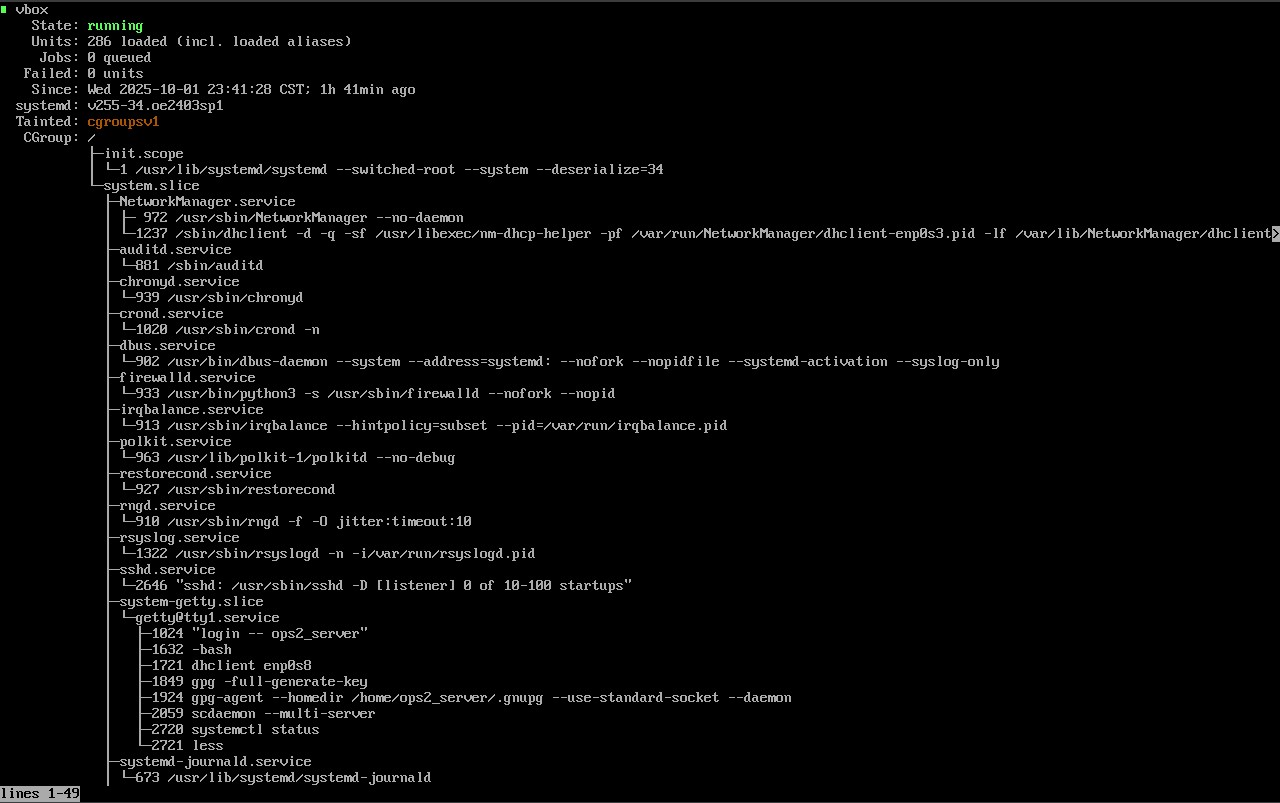 vbox
State: running
Units: 286 loaded (incl. loaded aliases)
Jobs: 0 queued
Failed: 0 units
Since: Wed 2025-10-01 23:41:28 CST; 1h 41min ago
systemd: v255-34.oe2403sp1
Tainted: cgroupsv1
CGroup: /
├─init.scope
│ └─1 /usr/lib/systemd/systemd --switched-root --system --deserialize=34
└─system.slice
├─NetworkManager.service
│ ├─ 972 /usr/sbin/NetworkManager --no-daemon
│ └─1237 /sbin/dhclient -d -q -sf /usr/libexec/nm-dhcp-helper -pf /var/run/NetworkManager/dhclient-enp0s3.pid -lf /var/lib/NetworkManager/dhclient>
├─auditd.service
│ └─881 /sbin/auditd
├─chronyd.service
│ └─939 /usr/sbin/chronyd
├─crond.service
│ └─1020 /usr/sbin/crond -n
├─dbus.service
│ └─902 /usr/bin/dbus-daemon --system --address=systemd: --nofork --nopidfile --systemd-activation --syslog-only
├─firewalld.service
│ └─933 /usr/bin/python3 -s /usr/sbin/firewalld --nofork --nopid
├─irqbalance.service
│ └─913 /usr/sbin/irqbalance --hintpolicy=subset --pid=/var/run/irqbalance.pid
├─polkit.service
│ └─963 /usr/lib/polkit-1/polkitd --no-debug
├─restorecond.service
│ └─927 /usr/sbin/restorecond
├─rngd.service
│ └─910 /usr/sbin/rngd -f -O jitter:timeout:10
├─rsyslog.service
│ └─1322 /usr/sbin/rsyslogd -n -i/var/run/rsyslogd.pid
├─sshd.service
│ └─2646 "sshd: /usr/sbin/sshd -D [listener] 0 of 10-100 startups"
├─system-getty.slice
│ └─getty@tty1.service
│ ├─1024 "login -- ops2_server"
│ ├─1632 -bash
│ ├─1721 dhclient enp0s8
│ ├─1849 gpg -full-generate-key
│ ├─1924 gpg-agent --homedir /home/ops2_server/.gnupg --use-standard-socket --daemon
│ ├─2059 scdaemon --multi-server
│ ├─2720 systemctl status
│ └─2721 less
├─systemd-journald.service
│ └─673 /usr/lib/systemd/systemd-journald
lines 1-49